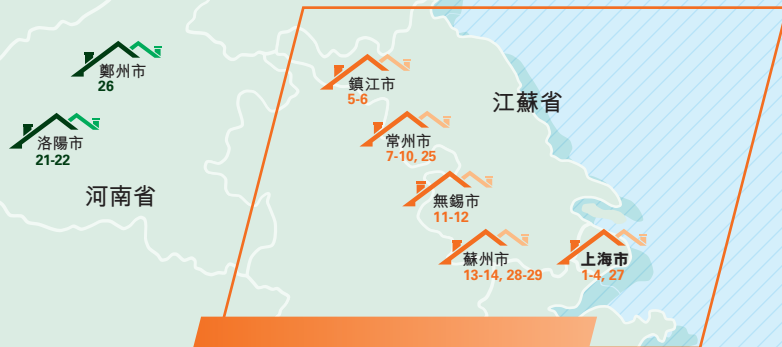 鄭州市
26
洛陽市
21-22
河南省
鎮江市
5-6
江蘇省
常州市
7-10, 25
無錫市
11-12
蘇州市
13-14, 28-29
上海市
1-4, 27